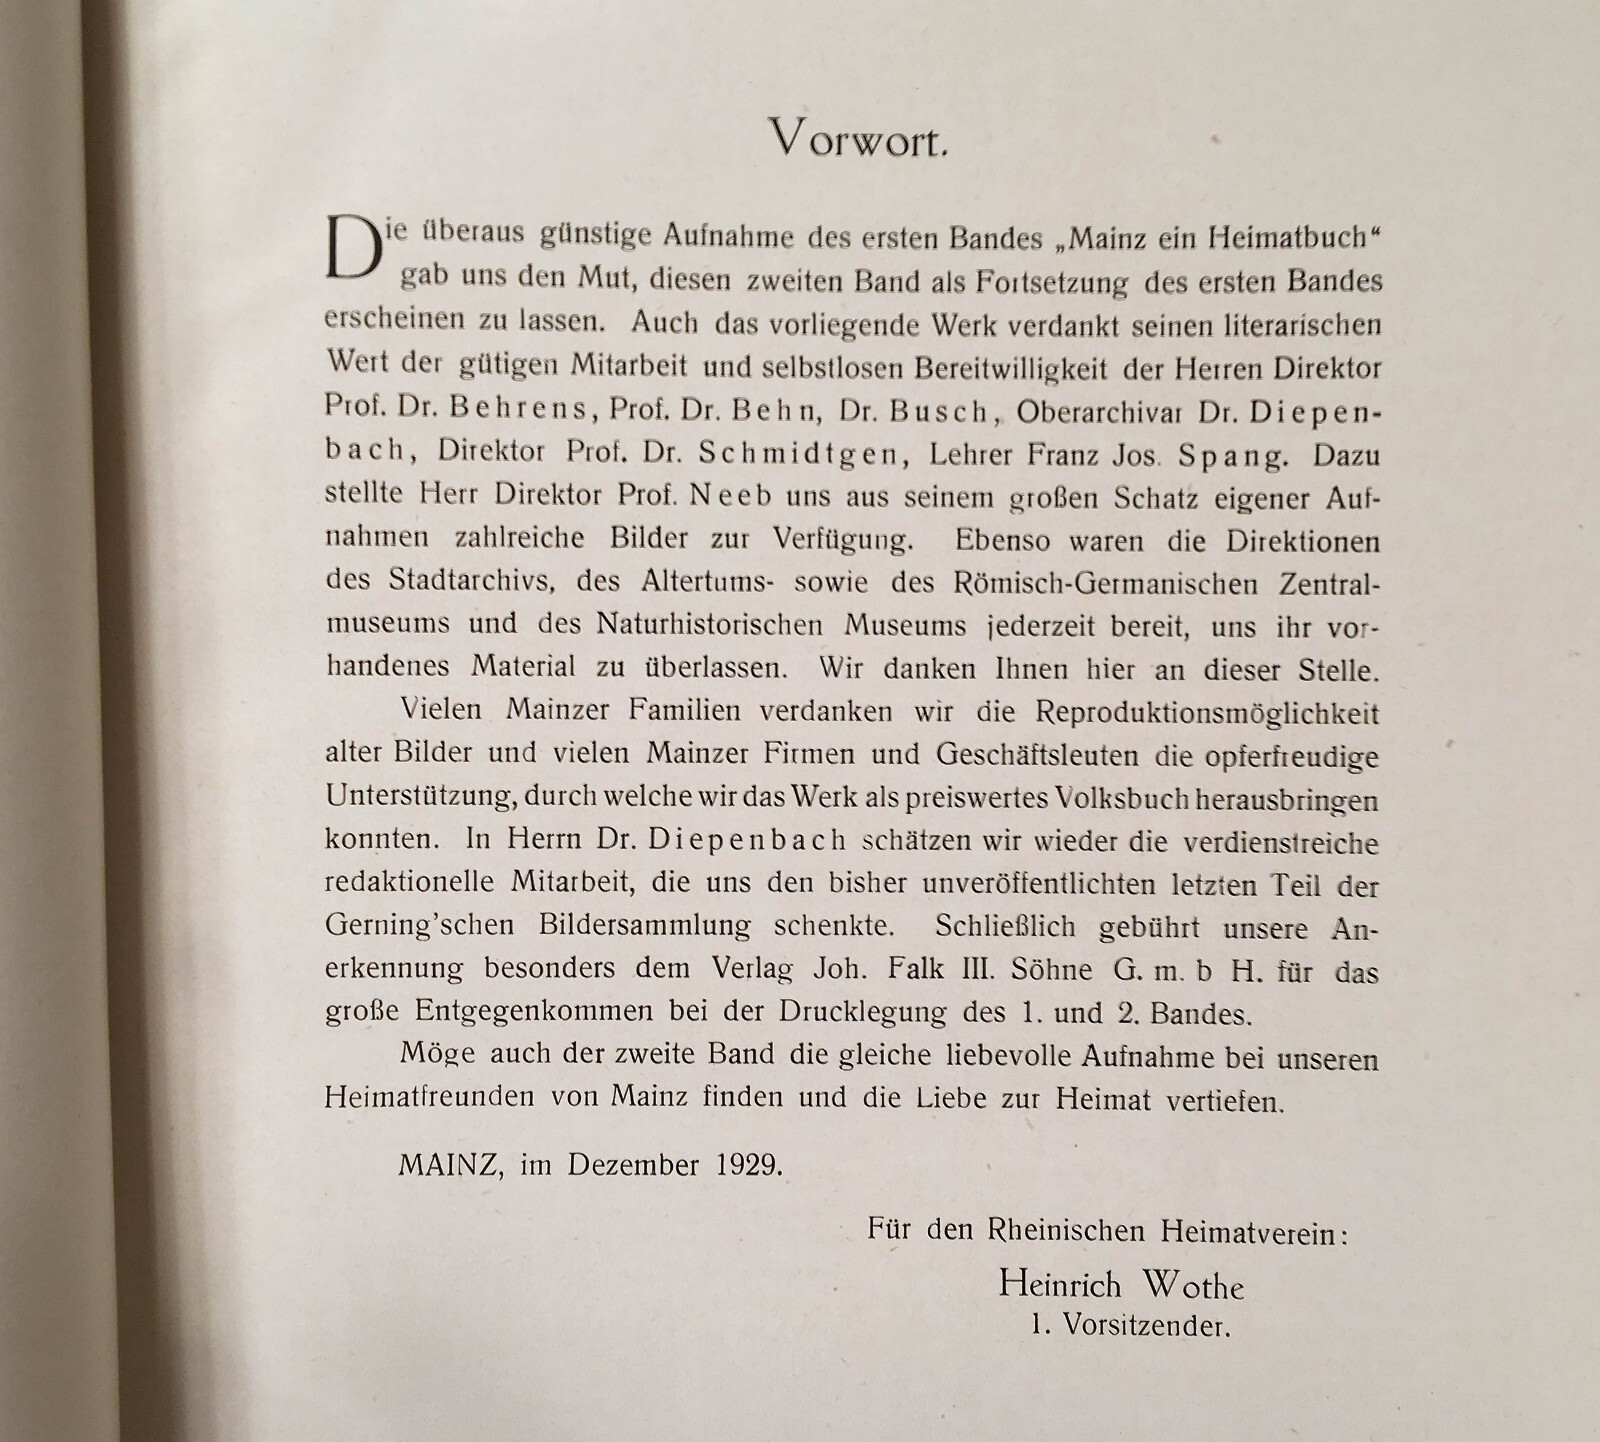 Vorwort.
Die überaus günstige Aufnahme des ersten Bandes „Mainz ein Heimatbuch“
gab uns den Mut, diesen zweiten Band als Fortsetzung des ersten Bandes
erscheinen zu lassen. Auch das vorliegende Werk verdankt seinen literarischen
Wert der gütigen Mitarbeit und selbstlosen Bereitwilligkeit der Herren Direktor
Prof. Dr. Behrens, Prof. Dr. Behn, Dr. Busch, Oberarchivar Dr. Diepen-
bach, Direktor Prof. Dr. Schmidtgen, Lehrer Franz Jos. Spang. Dazu
stellte Herr Direktor Prof. Neeb uns aus seinem großen Schatz eigener Auf-
nahmen zahlreiche Bilder zur Verfügung. Ebenso waren die Direktionen
des Stadtarchivs, des Altertums- sowie des Römisch-Germanischen Zentral-
museums und des Naturhistorischen Museums jederzeit bereit, uns ihr vor-
handenes Material zu überlassen. Wir danken Ihnen hier an dieser Stelle.
Vielen Mainzer Familien verdanken wir die Reproduktionsmöglichkeit
alter Bilder und vielen Mainzer Firmen und Geschäftsleuten die opferfreudige
Unterstützung, durch welche wir das Werk als preiswertes Volksbuch herausbringen
konnten. In Herrn Dr. Diepenbach schätzen wir wieder die verdienstreiche
redaktionelle Mitarbeit, die uns den bisher unveröffentlichten letzten Teil der
Gerning'schen Bildersammlung schenkte. Schließlich gebührt unsere An-
erkennung besonders dem Verlag Joh. Falk III. Söhne G. m. b H. für das
große Entgegenkommen bei der Drucklegung des 1. und 2. Bandes.
Möge auch der zweite Band die gleiche liebevolle Aufnahme bei unseren
Heimatfreunden von Mainz finden und die Liebe zur Heimat vertiefen.
MAINZ, im Dezember 1929.
Für den Rheinischen Heimatverein:
Heinrich Wothe
1. Vorsitzender.